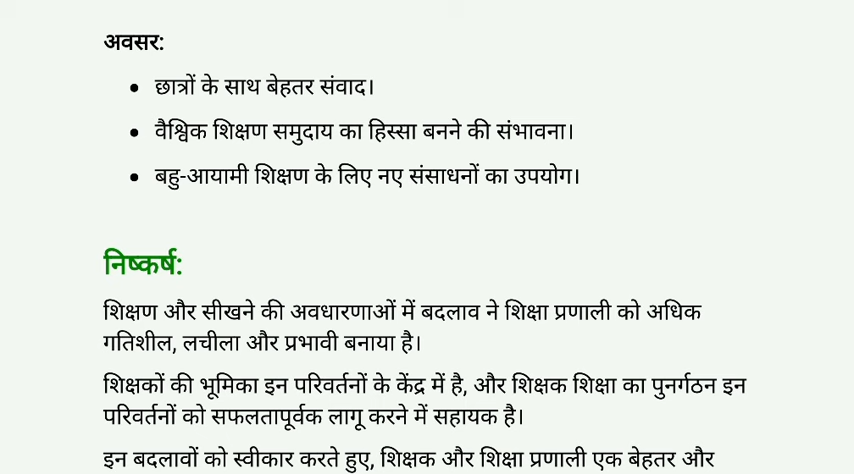 अवसर:
• छात्रों के साथ बेहतर संवाद।
• वैश्विक शिक्षण समुदाय का हिस्सा बनने की संभावना।
• बहु-आयामी शिक्षण के लिए नए संसाधनों का उपयोग।
निष्कर्ष:
शिक्षण और सीखने की अवधारणाओं में बदलाव ने शिक्षा प्रणाली को अधिक
गतिशील, लचीला और प्रभावी बनाया है।
शिक्षकों की भूमिका इन परिवर्तनों के केंद्र में है, और शिक्षक शिक्षा का पुनर्गठन इन
परिवर्तनों को सफलतापूर्वक लागू करने में सहायक है।
इन बदलावों को स्वीकार करते हुए, शिक्षक और शिक्षा प्रणाली एक बेहतर और